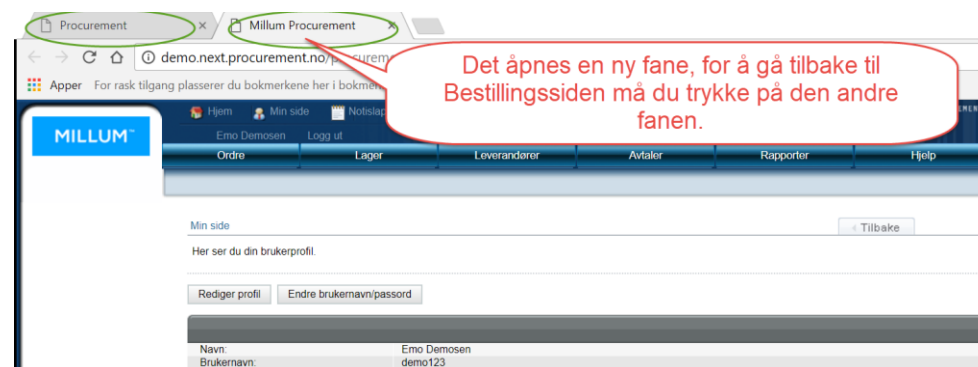 Procurement
Millum Procurement
demo.next.procurement.no/procurem
Apper For rask tilgang plasserer du bokmerkene her i bokmer
Det åpnes en ny fane, for å gå tilbake til
Bestillingssiden må du trykke på den andre
fanen.
MILLUM
Hjem Min side Notislap
Emo Demosen Logg ut
Ordre Lager Leverandører Avtaler Rapporter Hjelp
Min side
Tilbake
Her ser du din brukerprofil.
Rediger profil Endre brukernavn/passord
Navn: Emo Demosen
Brukernavn: demo123